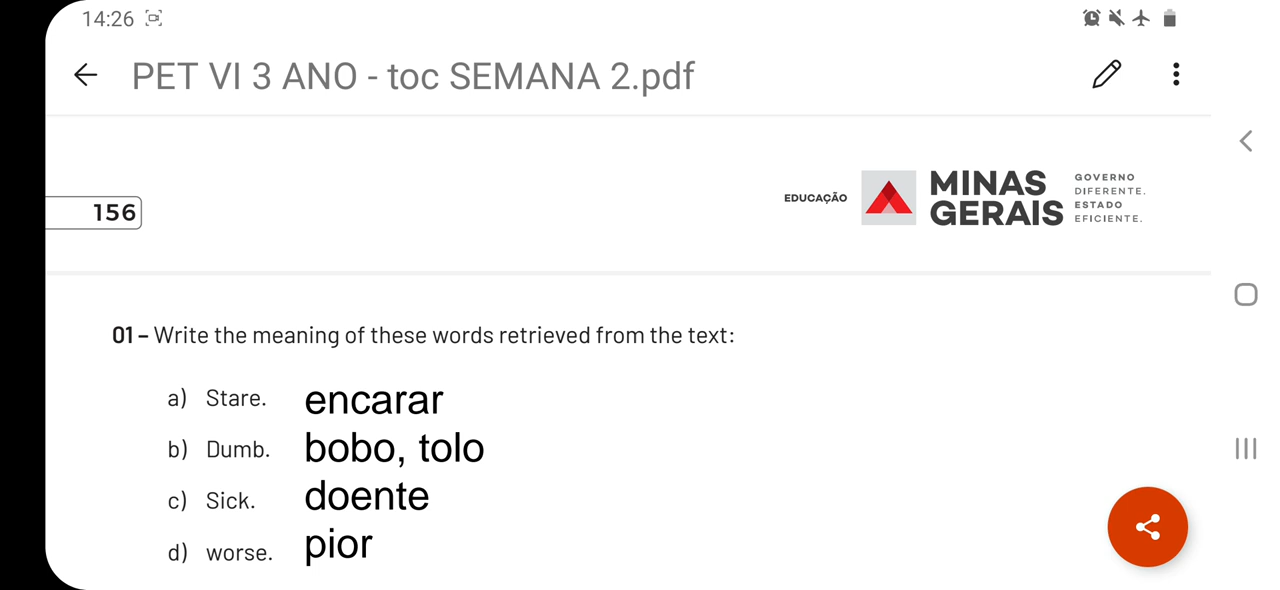 14:26
PET VI 3 ANO - toc SEMANA 2.pdf
156
EDUCAÇÃO
MINAS
GERAIS
GOVERNO
DIFERENTE.
ESTADO
EFICIENTE.
01 – Write the meaning of these words retrieved from the text:
a) Stare. encarar
b) Dumb. bobo, tolo
c) Sick. doente
d) worse. pior